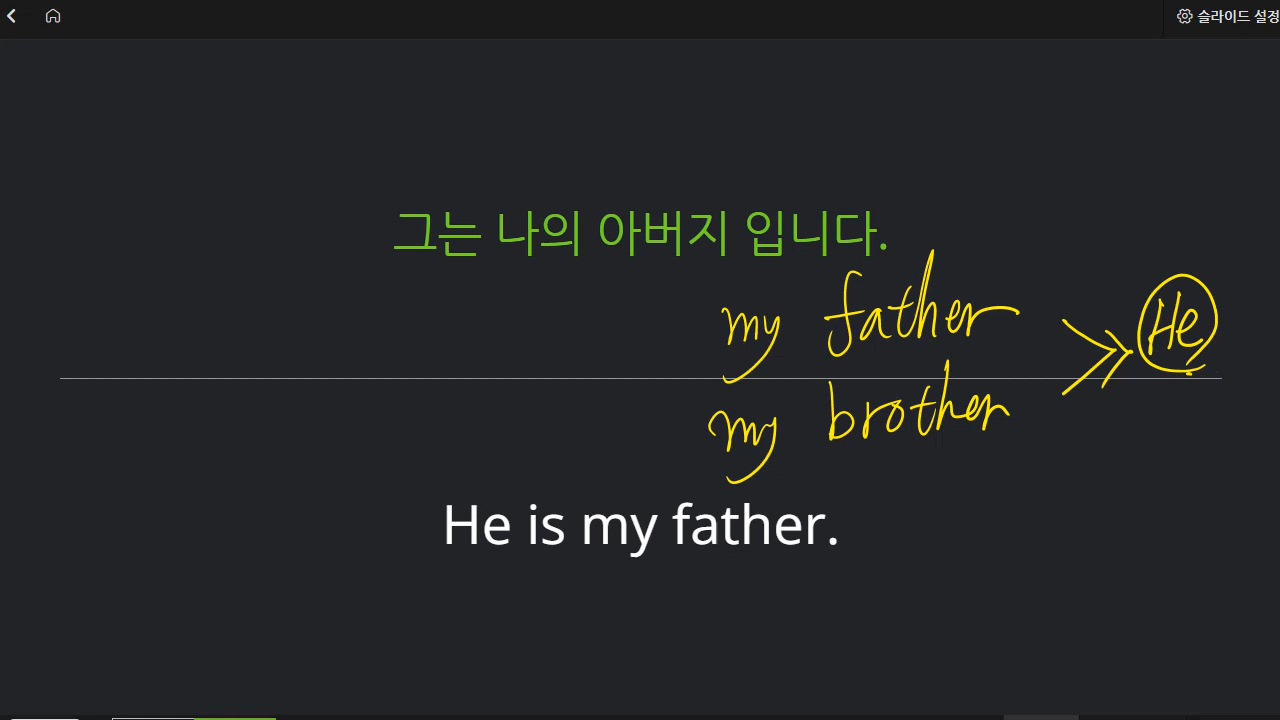 슬라이드 설정
그는 나의 아버지 입니다.
my father
He
my brother
He is my father.